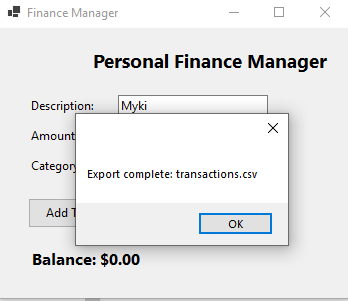 Finance Manager
Personal Finance Manager
Description: Myki
Amount
Category
Export complete: transactions.csv
OK
Add T
Balance: $0.00